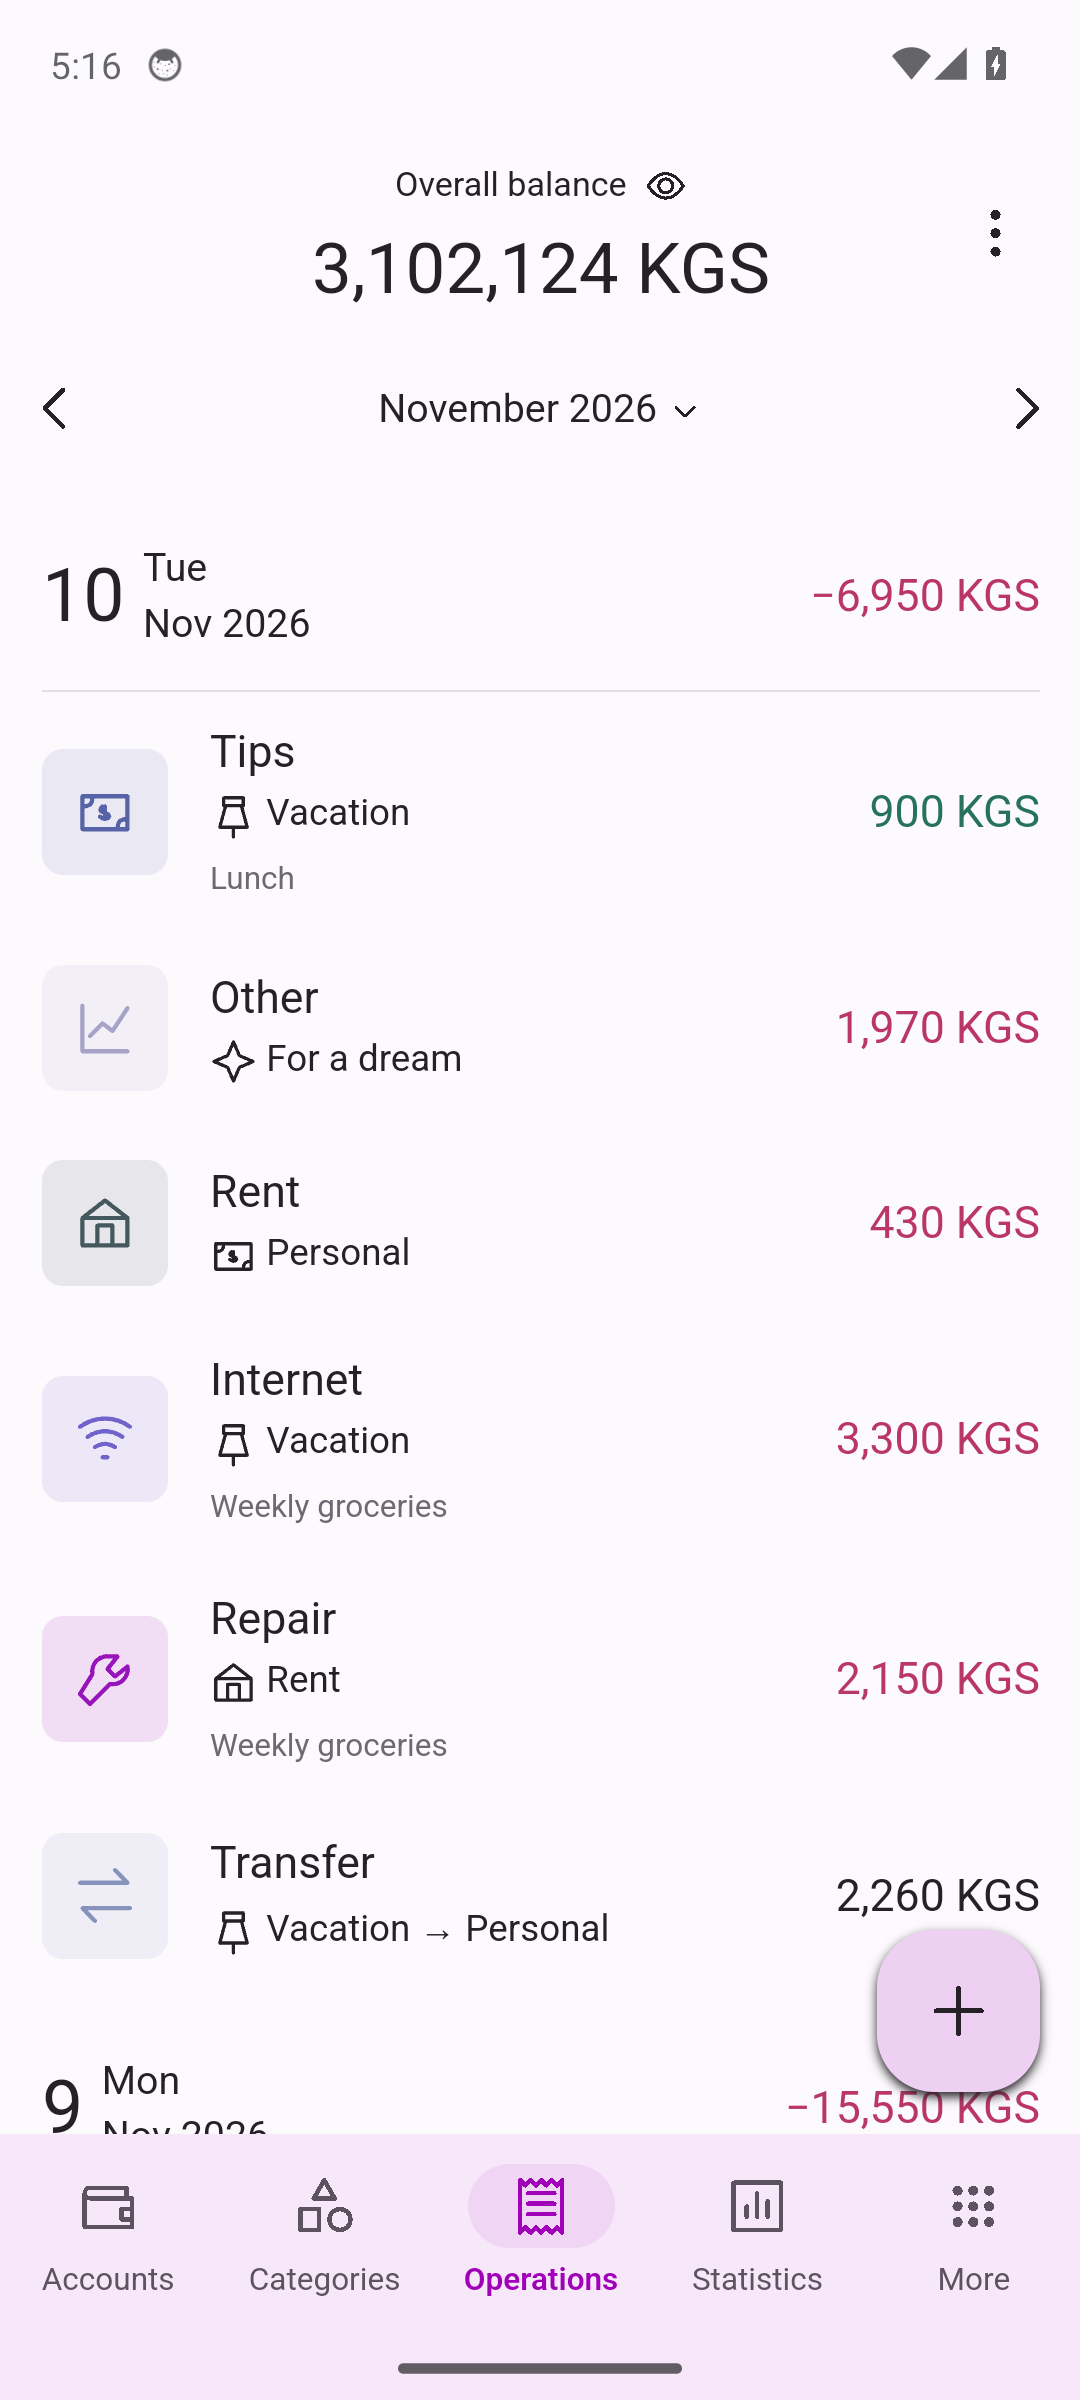 5:16
Overall balance
3,102,124 KGS
November 2026
10
Tue
Nov 2026
−6,950 KGS
Tips
Vacation
Lunch
900 KGS
Other
For a dream
1,970 KGS
Rent
Personal
430 KGS
Internet
Vacation
Weekly groceries
3,300 KGS
Repair
Rent
Weekly groceries
2,150 KGS
Transfer
Vacation → Personal
2,260 KGS
9
Mon
Nov 2026
−15,550 KGS
Accounts
Categories
Operations
Statistics
More